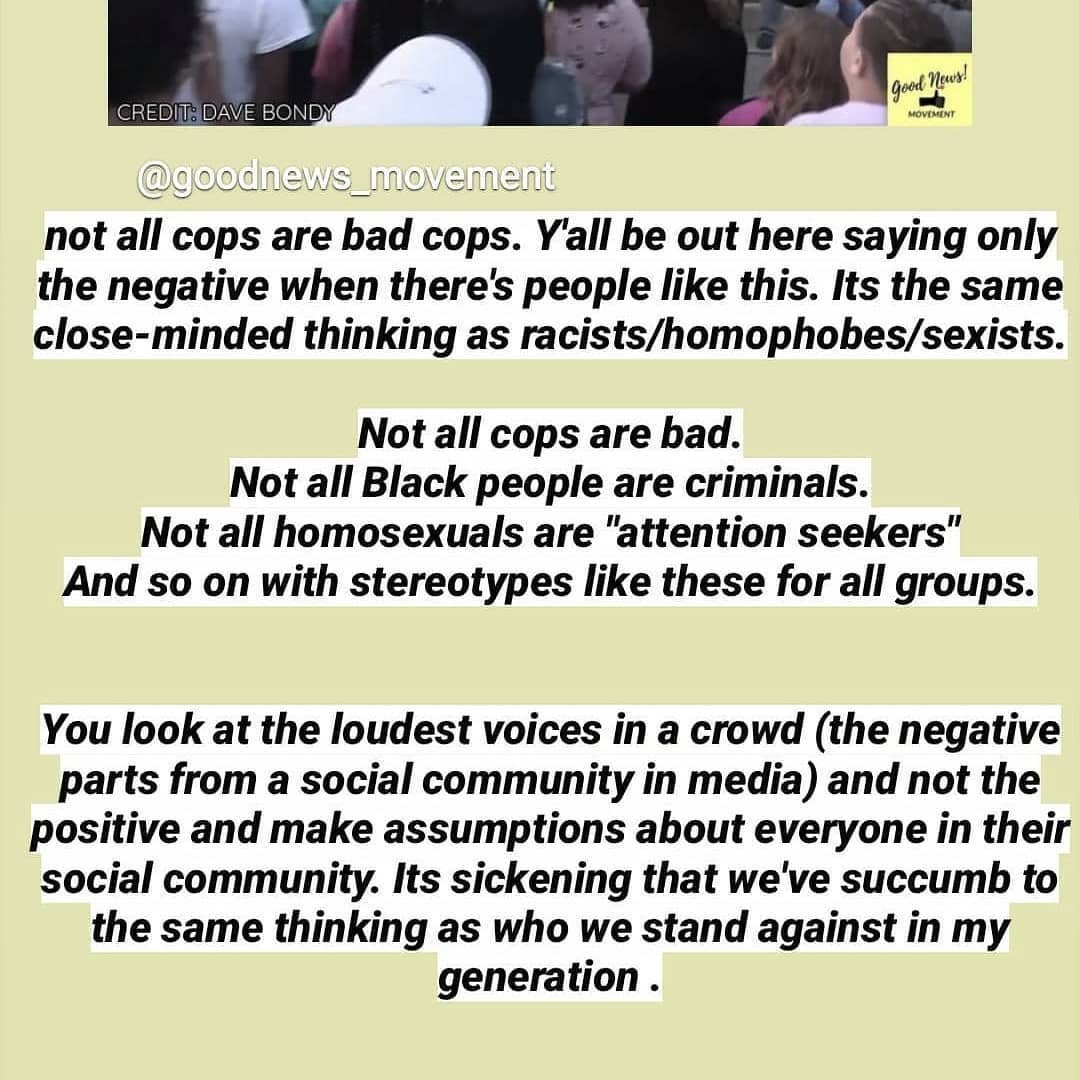 CREDIT: DAVE BONDY
Good News!
MOVEMENT
@goodnews_movement
not all cops are bad cops. Y'all be out here saying only
the negative when there's people like this. Its the same
close-minded thinking as racists/homophobes/sexists.
Not all cops are bad.
Not all Black people are criminals.
Not all homosexuals are "attention seekers"
And so on with stereotypes like these for all groups.
You look at the loudest voices in a crowd (the negative
parts from a social community in media) and not the
positive and make assumptions about everyone in their
social community. Its sickening that we've succumb to
the same thinking as who we stand against in my
generation .